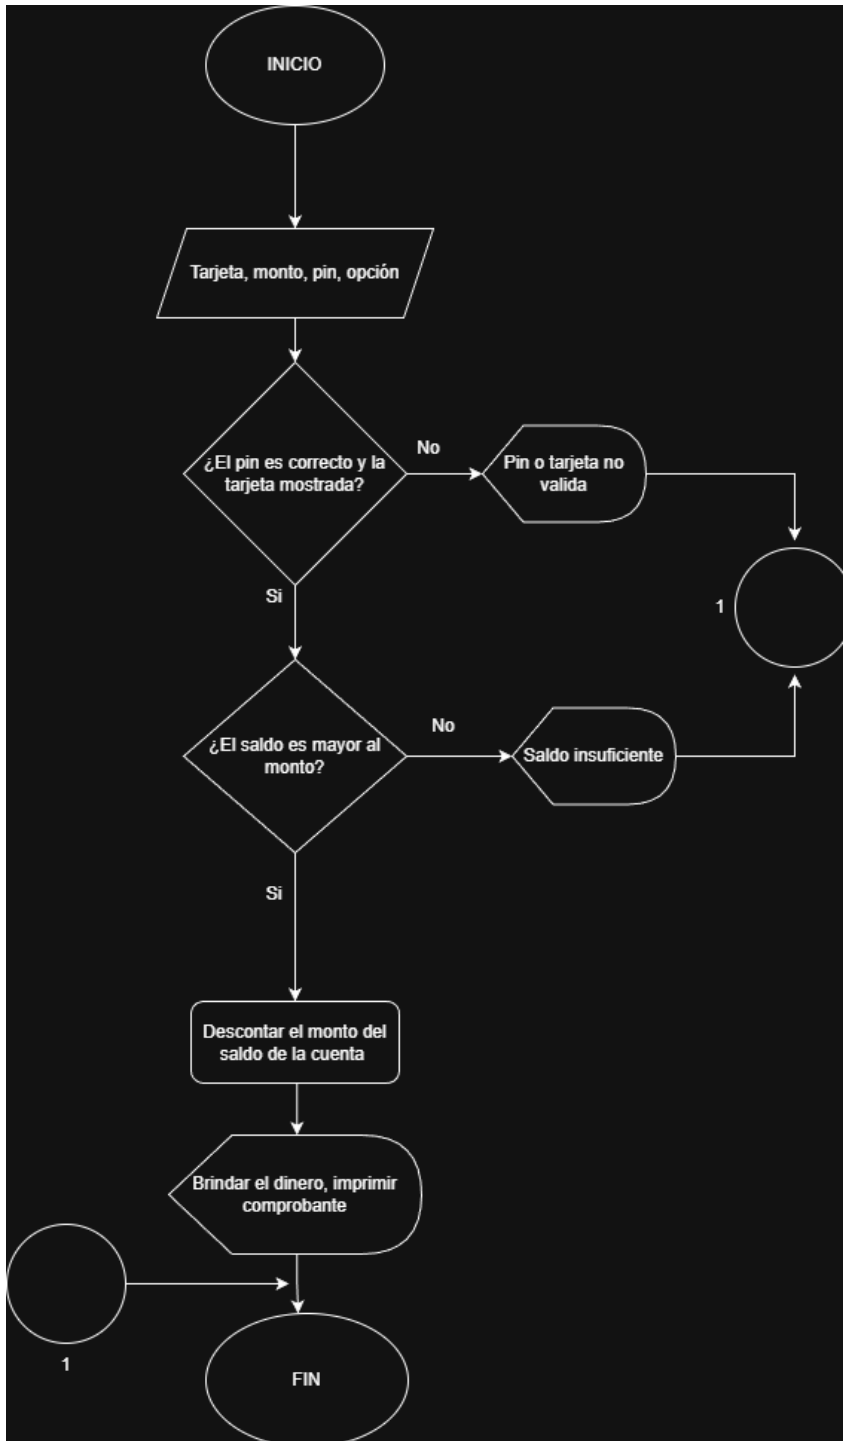 INICIO
Tarjeta, monto, pin, opción
¿El pin es correcto y la
tarjeta mostrada?
No
Pin o tarjeta no
valida
1
Si
¿El saldo es mayor al
monto?
No
Saldo insuficiente
Si
Descontar el monto del
saldo de la cuenta
Brindar el dinero, imprimir
comprobante
1
FIN